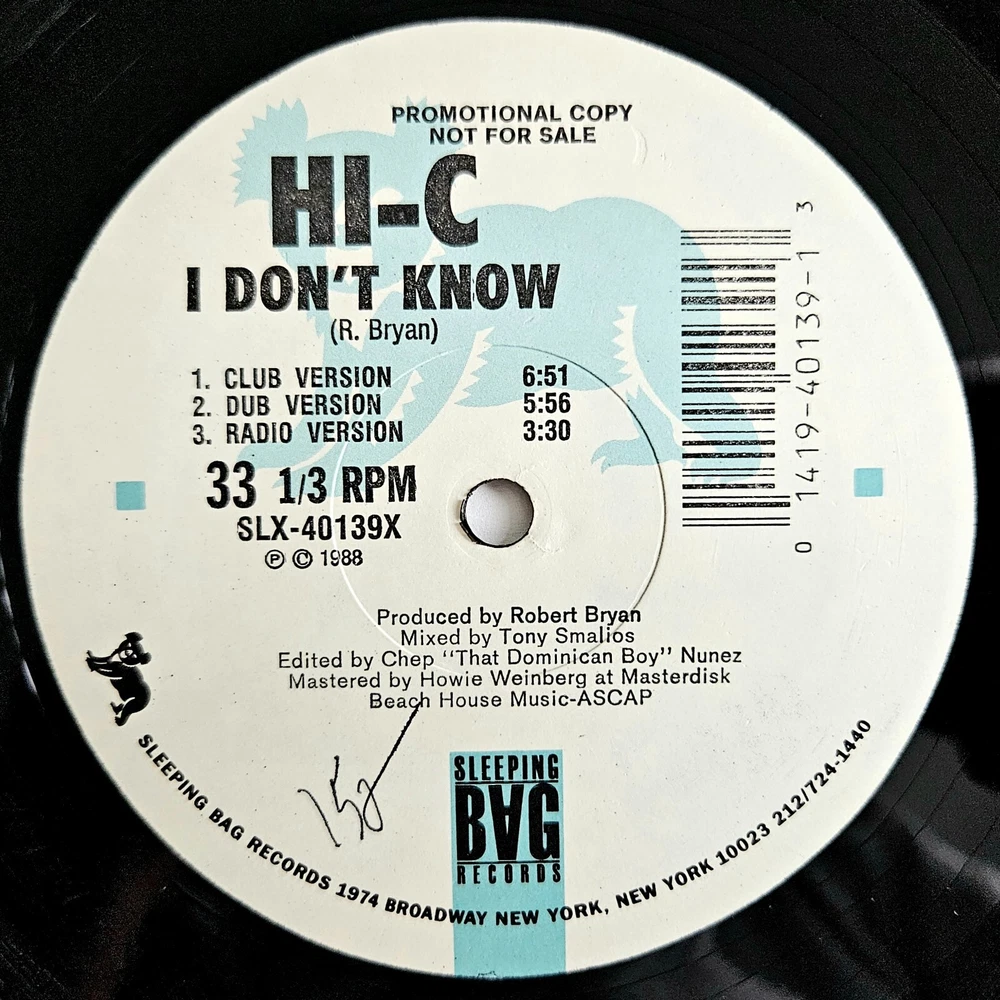 PROMOTIONAL COPY
NOT FOR SALE
HI-C
I DON'T KNOW
(R. Bryan)
1. CLUB VERSION 6:51
2. DUB VERSION 5:56
3. RADIO VERSION 3:30
33 1/3 RPM
SLX-40139X
℗ © 1988
0 1419-40139-1 3
Produced by Robert Bryan
Mixed by Tony Smalios
Edited by Chep "That Dominican Boy" Nunez
Mastered by Howie Weinberg at Masterdisk
Beach House Music-ASCAP
SLEEPING
BAG
RECORDS
SLEEPING BAG RECORDS 1974 BROADWAY NEW YORK, NEW YORK 10023 212/724-1440